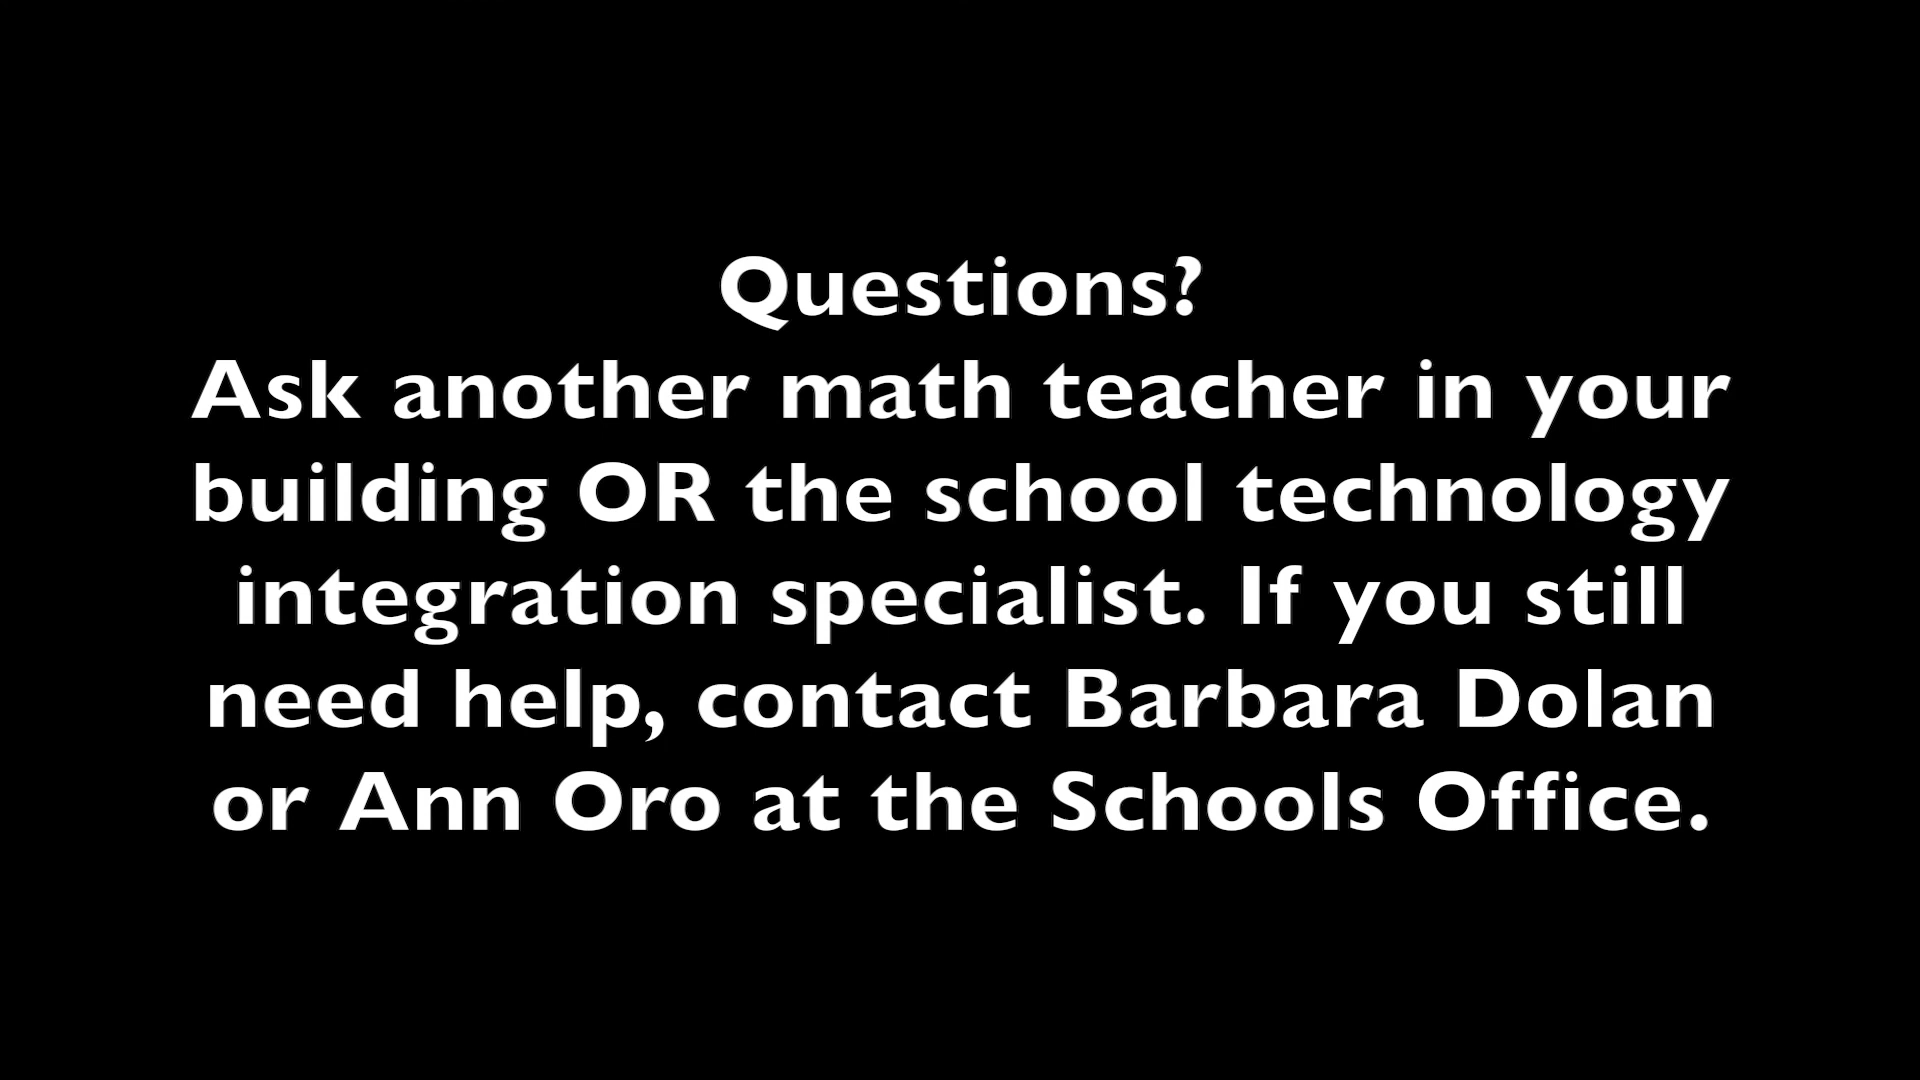 Questions?
Ask another math teacher in your
building OR the school technology
integration specialist. If you still
need help, contact Barbara Dolan
or Ann Oro at the Schools Office.